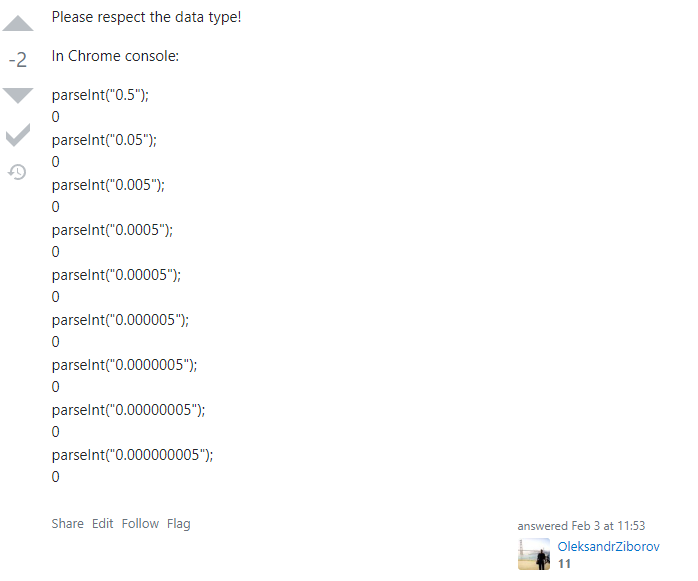 Please respect the data type!
-2
In Chrome console:
parseInt("0.5");
0
parseInt("0.05");
0
parseInt("0.005");
0
parseInt("0.0005");
0
parseInt("0.00005");
0
parseInt("0.000005");
0
parseInt("0.0000005");
0
parseInt("0.00000005");
0
parseInt("0.000000005");
0
Share Edit Follow Flag
answered Feb 3 at 11:53
OleksandrZiborov
11